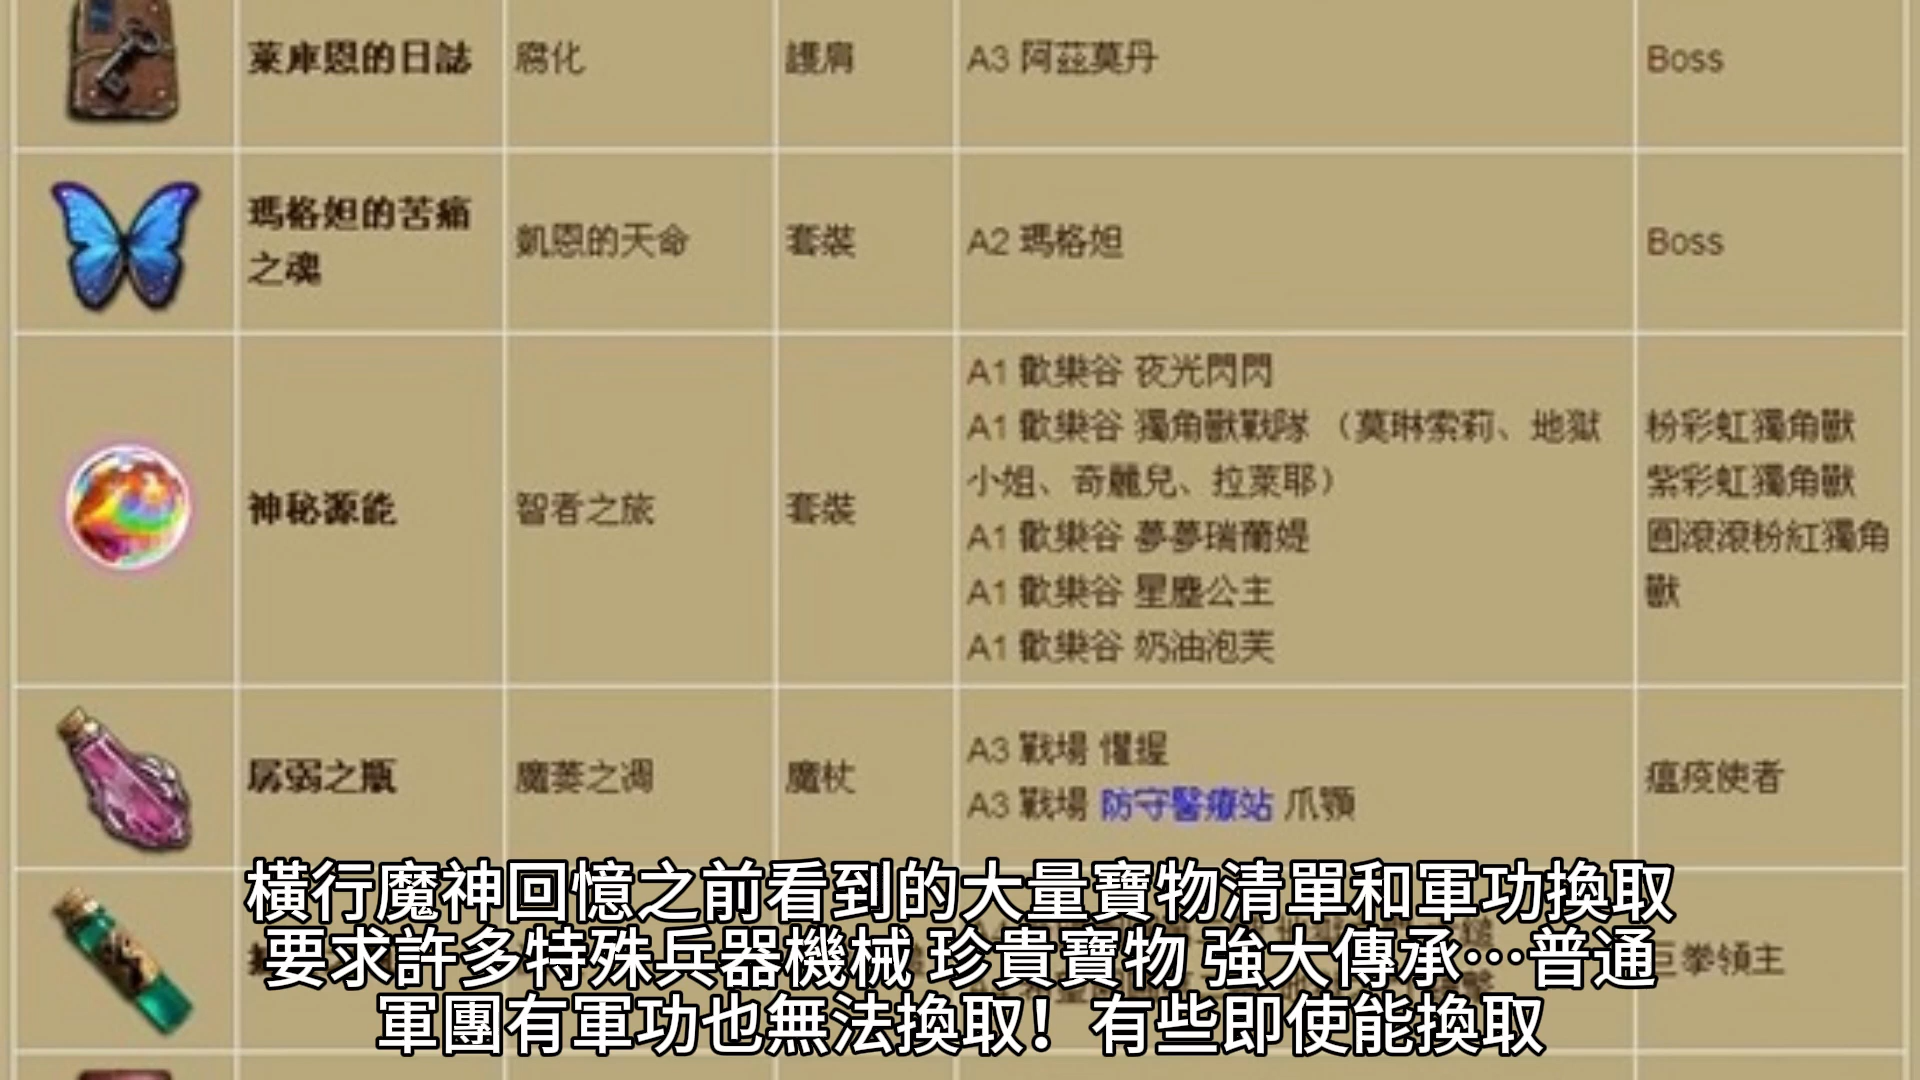 萊庫恩的日誌 腐化 護肩 A3 阿茲莫丹 Boss
瑪格妲的苦痛
之魂
凱恩的天命 套裝 A2 瑪格妲 Boss
神秘源能 智者之旅 套裝
A1 歡樂谷 夜光閃閃
A1 歡樂谷 獨角獸戰隊 （莫琳索莉、地獄
小姐、奇麗兒、拉萊耶）
A1 歡樂谷 夢夢瑞蘭媞
A1 歡樂谷 星塵公主
A1 歡樂谷 奶油泡芙
粉彩虹獨角獸
紫彩虹獨角獸
圓滾滾粉紅獨角
獸
孱弱之瓶 魔萎之凋 魔杖
A3 戰場 懼握
A3 戰場 防守醫療站 爪顎
瘟疫使者
巨拳領主
橫行魔神回憶之前看到的大量寶物清單和軍功換取
要求許多特殊兵器機械 珍貴寶物 強大傳承…普通
軍團有軍功也無法換取！有些即使能換取